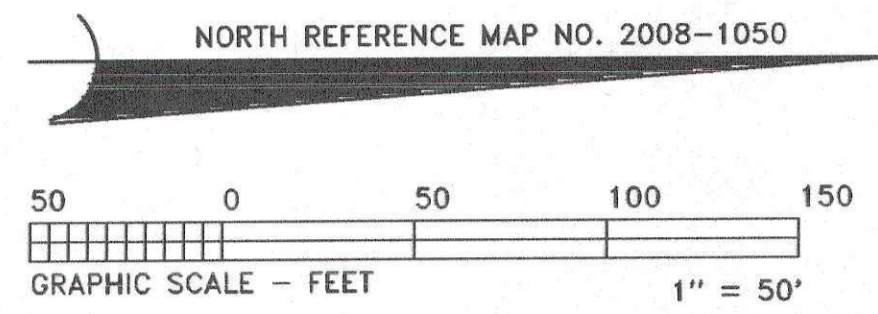 NORTH REFERENCE MAP NO. 2008-1050
50 0 50 100 150
GRAPHIC SCALE - FEET 1" = 50'